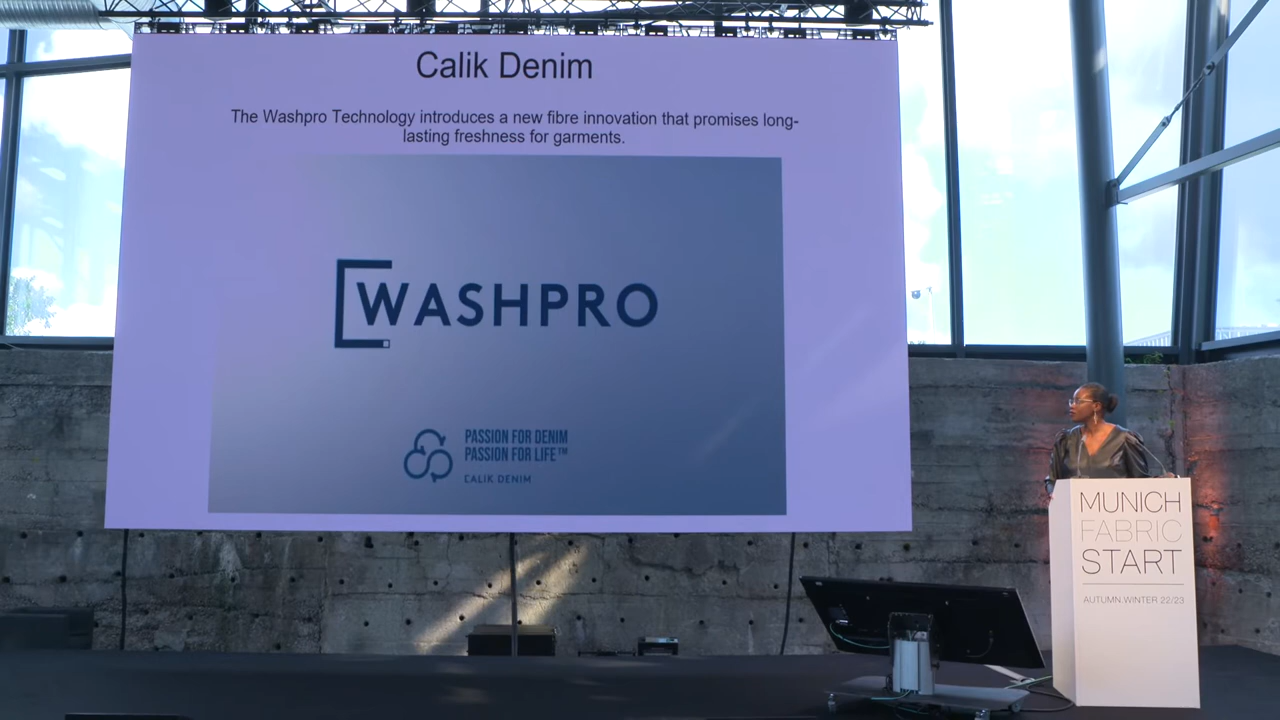 Calik Denim
The Washpro Technology introduces a new fibre innovation that promises long-
lasting freshness for garments.
WASHPRO
PASSION FOR DENIM
PASSION FOR LIFE™
CALIK DENIM
MUNICH
FABRIC
START
AUTUMN.WINTER 22/23